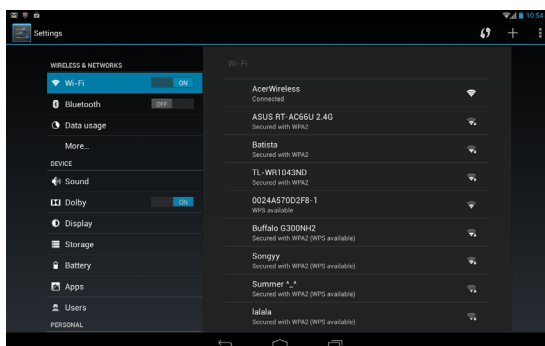 10:54
Settings
WIRELESS & NETWORKS
Wi-Fi
ON
Bluetooth
OFF
Data usage
More...
DEVICE
Sound
Dolby
ON
Display
Storage
Battery
Apps
Users
PERSONAL
Wi-Fi
AcerWireless
Connected
ASUS RT-AC66U 2.4G
Secured with WPA2
Batista
Secured with WPA2
TL-WR1043ND
Secured with WPA2
0024A570D2F8-1
WPS available
Buffalo G300NH2
Secured with WPA2 (WPS available)
Songyy
Secured with WPA2 (WPS available)
Summer ^_^
Secured with WPA2 (WPS available)
lalala
Secured with WPA2 (WPS available)